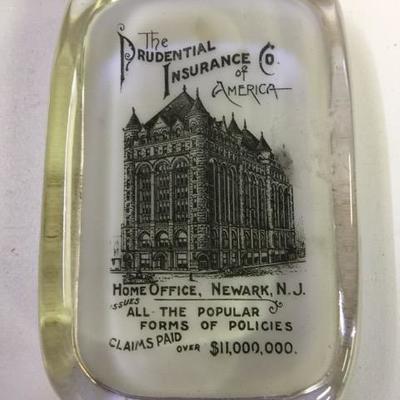 The
PRUDENTIAL
INSURANCE CO.
of
AMERICA
HOME OFFICE, NEWARK, N. J.
ISSUES
ALL THE POPULAR
FORMS OF POLICIES
CLAIMS PAID OVER $11,000,000.